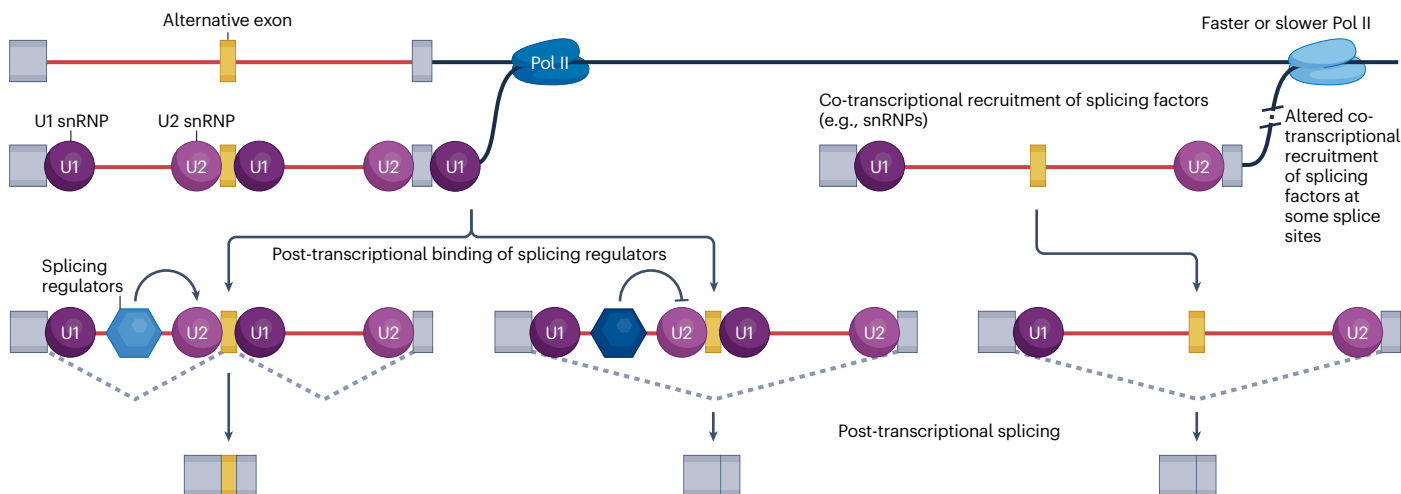 Alternative exon
Faster or slower Pol II
Pol II
Co-transcriptional recruitment of splicing factors
(e.g., snRNPs)
Altered co-
transcriptional
recruitment
of splicing
factors at
some splice
sites
U1 snRNP
U2 snRNP
U1
U2
U1
U2
U1
U1
U2
Post-transcriptional binding of splicing regulators
Splicing
regulators
U1
U2
U1
U2
U1
U2
U1
U2
U1
U2
Post-transcriptional splicing